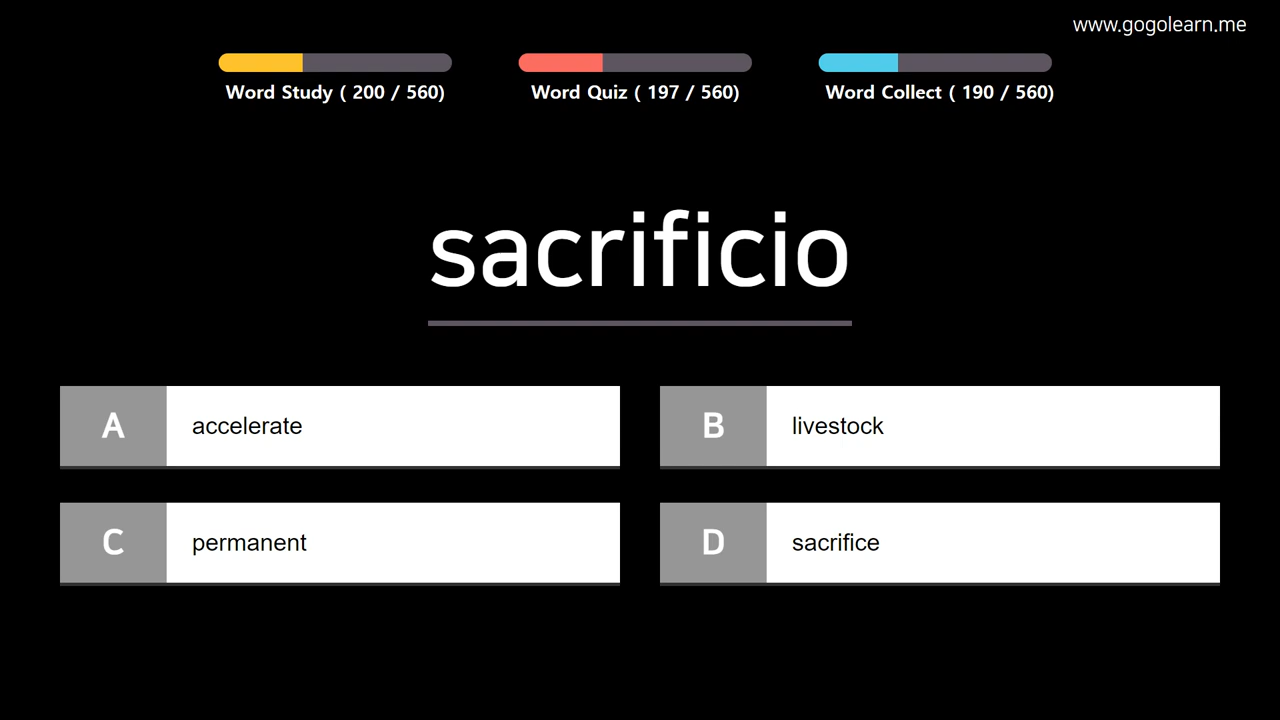 www.gogolearn.me
Word Study ( 200 / 560)
Word Quiz ( 197 / 560)
Word Collect ( 190 / 560)
sacrificio
A accelerate
B livestock
C permanent
D sacrifice